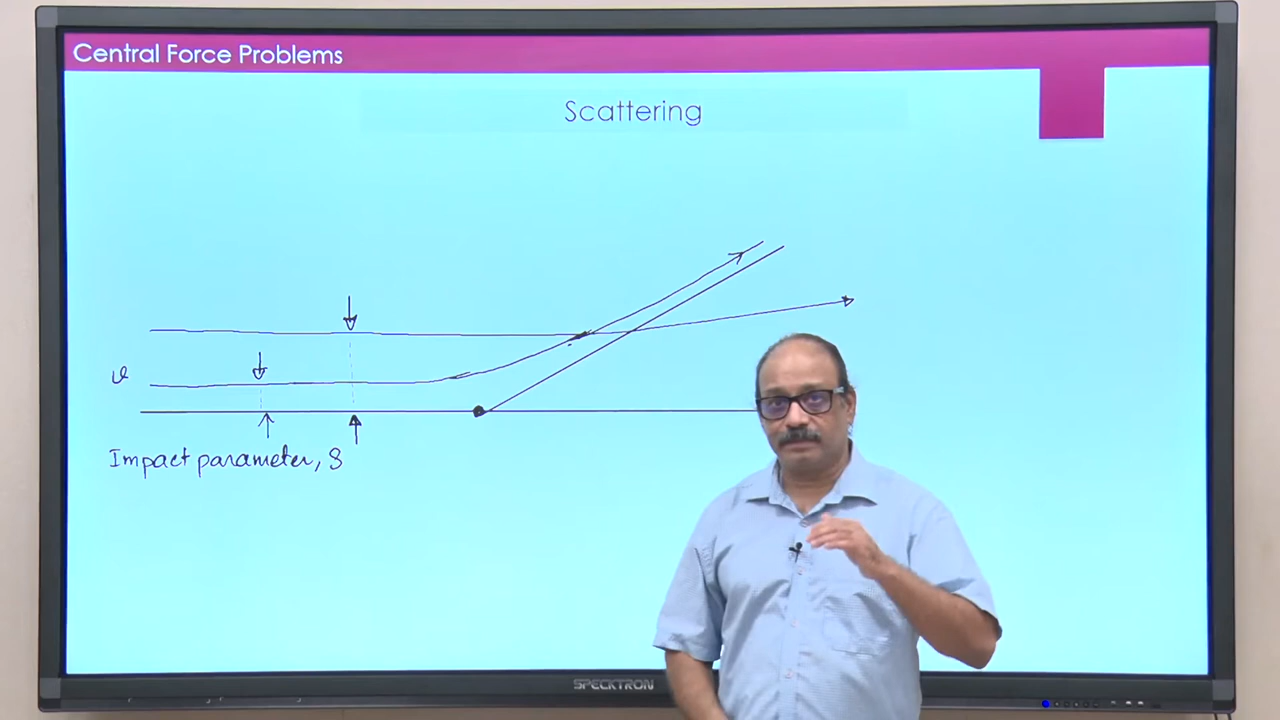 Central Force Problems
Scattering
v
Impact parameter, s
SPECKTRON